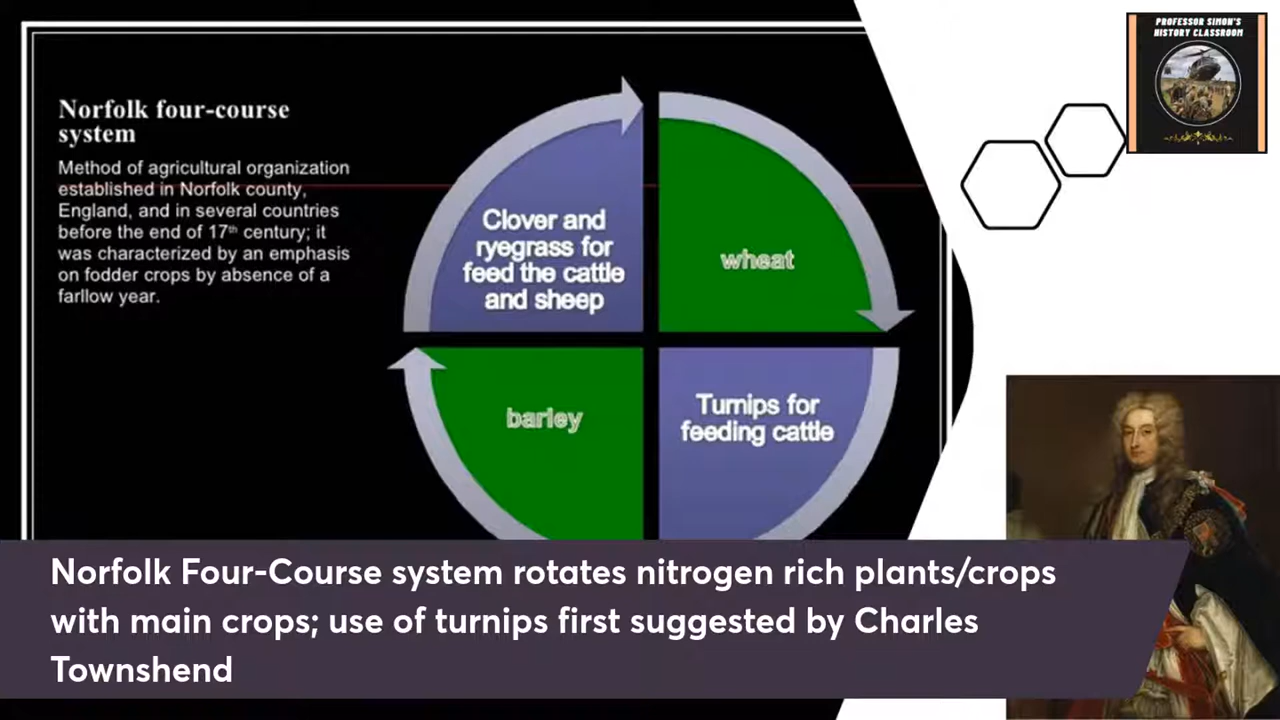 PROFESSOR SIMON'S
HISTORY CLASSROOM
Norfolk four-course
system
Method of agricultural organization
established in Norfolk county,
England, and in several countries
before the end of 17th century; it
was characterized by an emphasis
on fodder crops by absence of a
farllow year.
Clover and
ryegrass for
feed the cattle
and sheep
wheat
barley
Turnips for
feeding cattle
Norfolk Four-Course system rotates nitrogen rich plants/crops
with main crops; use of turnips first suggested by Charles
Townshend